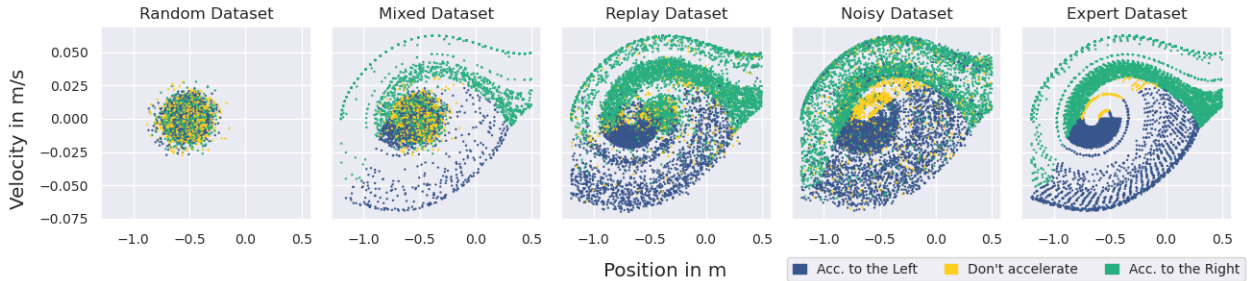 Random Dataset Mixed Dataset Replay Dataset Noisy Dataset Expert Dataset
Velocity in m/s
0.050
0.025
0.000
−0.025
−0.050
−0.075
−1.0 −0.5 0.0 0.5 −1.0 −0.5 0.0 0.5 −1.0 −0.5 0.0 0.5 −1.0 −0.5 0.0 0.5 −1.0 −0.5 0.0 0.5
Position in m
Acc. to the Left Don't accelerate Acc. to the Right